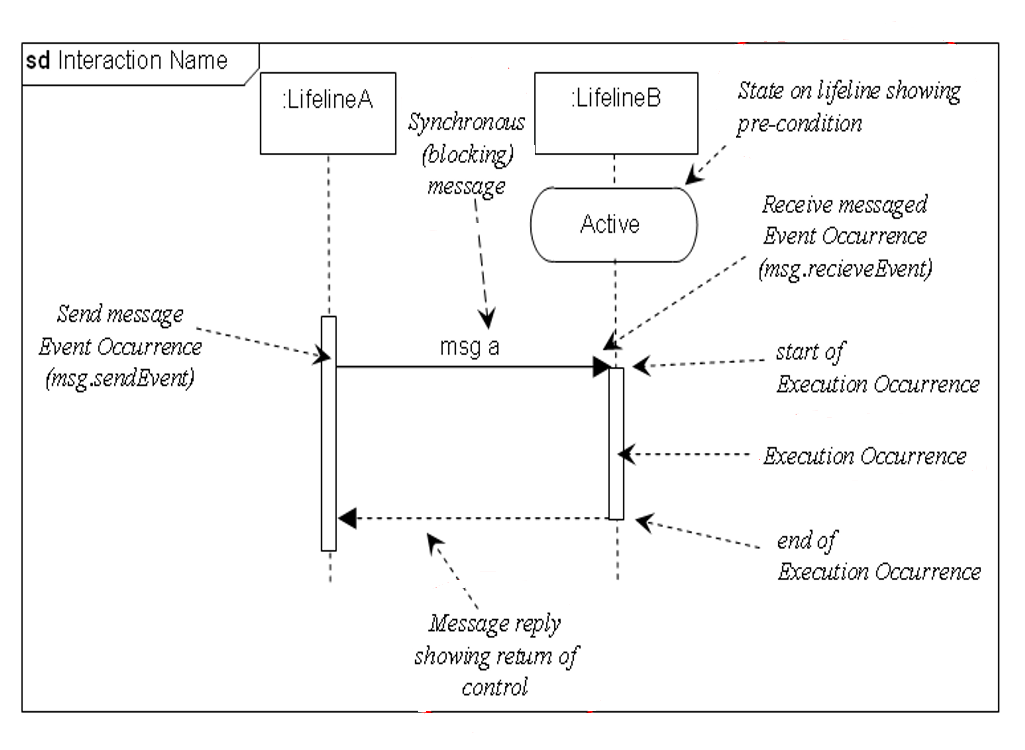 sd Interaction Name
:LifelineA
:LifelineB
State on lifeline showing
pre-condition
Synchronous
(blocking)
message
Active
Receive messaged
Event Occurrence
(msg.recieveEvent)
Send message
Event Occurrence
(msg.sendEvent)
msg a
start of
Execution Occurrence
Execution Occurrence
end of
Execution Occurrence
Message reply
showing return of
control